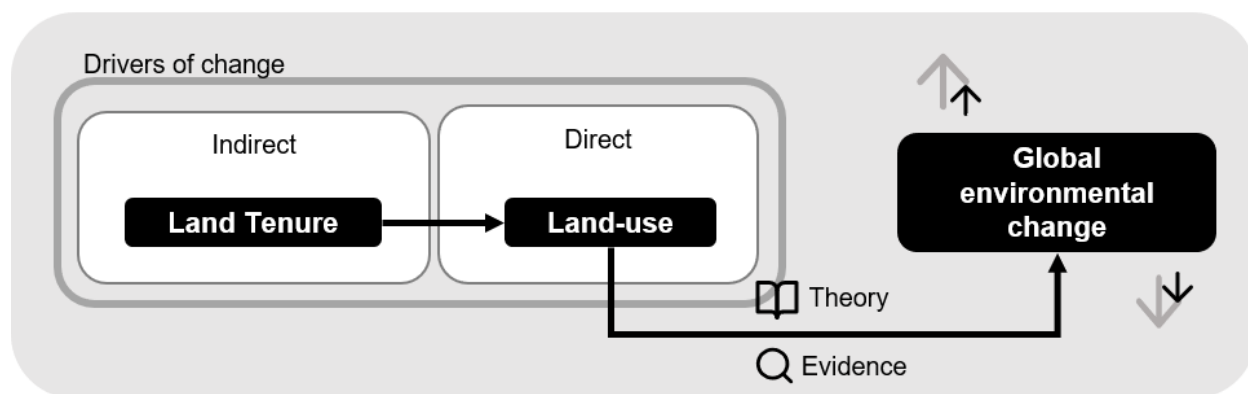 Drivers of change
Indirect
Direct
Land Tenure
Land-use
Global
environmental
change
Theory
Evidence